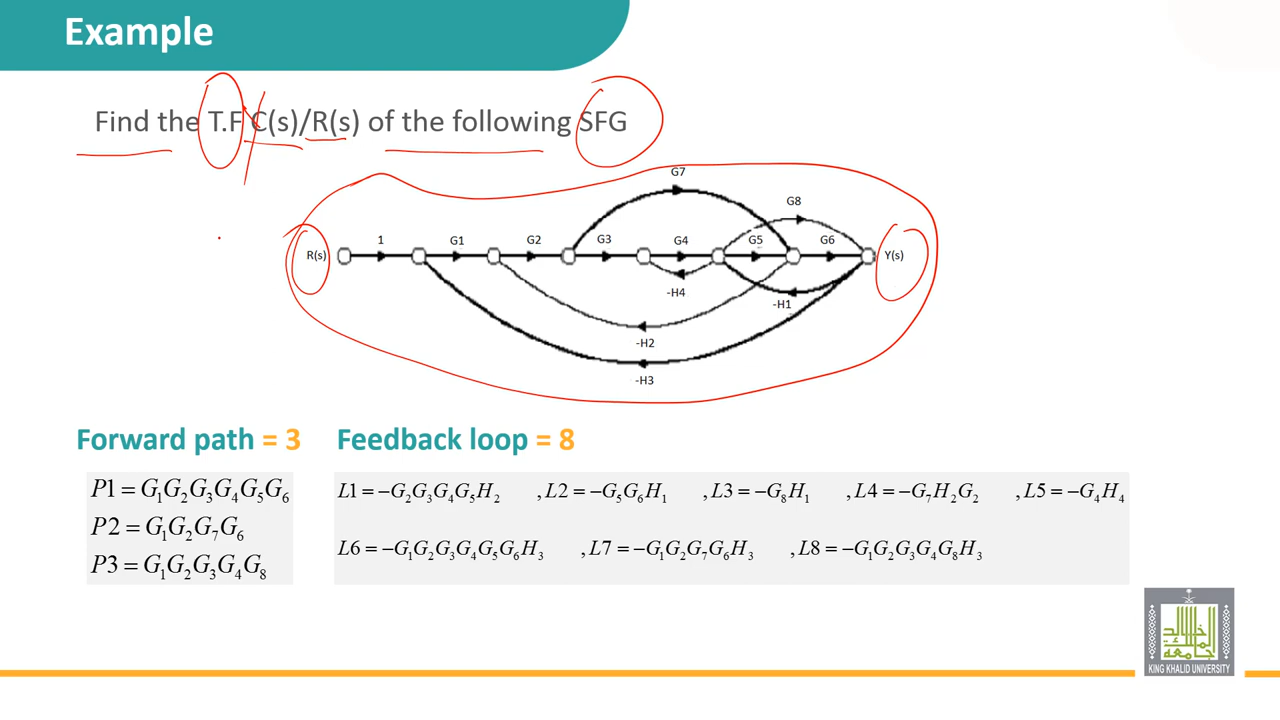 Example
Find the T.F C(s)/R(s) of the following SFG
G7
G8
1 G1 G2 G3 G4 G5 G6
R(s) Y(s)
-H4
-H1
-H2
-H3
Forward path = 3 Feedback loop = 8
P1 = G₁G₂G₃G₄G₅G₆
P2 = G₁G₂G₇G₆
P3 = G₁G₂G₃G₄G₈
L1 = −G₂G₃G₄G₅H₂ , L2 = −G₅G₆H₁ , L3 = −G₈H₁ , L4 = −G₇H₂G₂ , L5 = −G₄H₄
L6 = −G₁G₂G₃G₄G₅G₆H₃ , L7 = −G₁G₂G₇G₆H₃ , L8 = −G₁G₂G₃G₄G₈H₃
KING KHALID UNIVERSITY